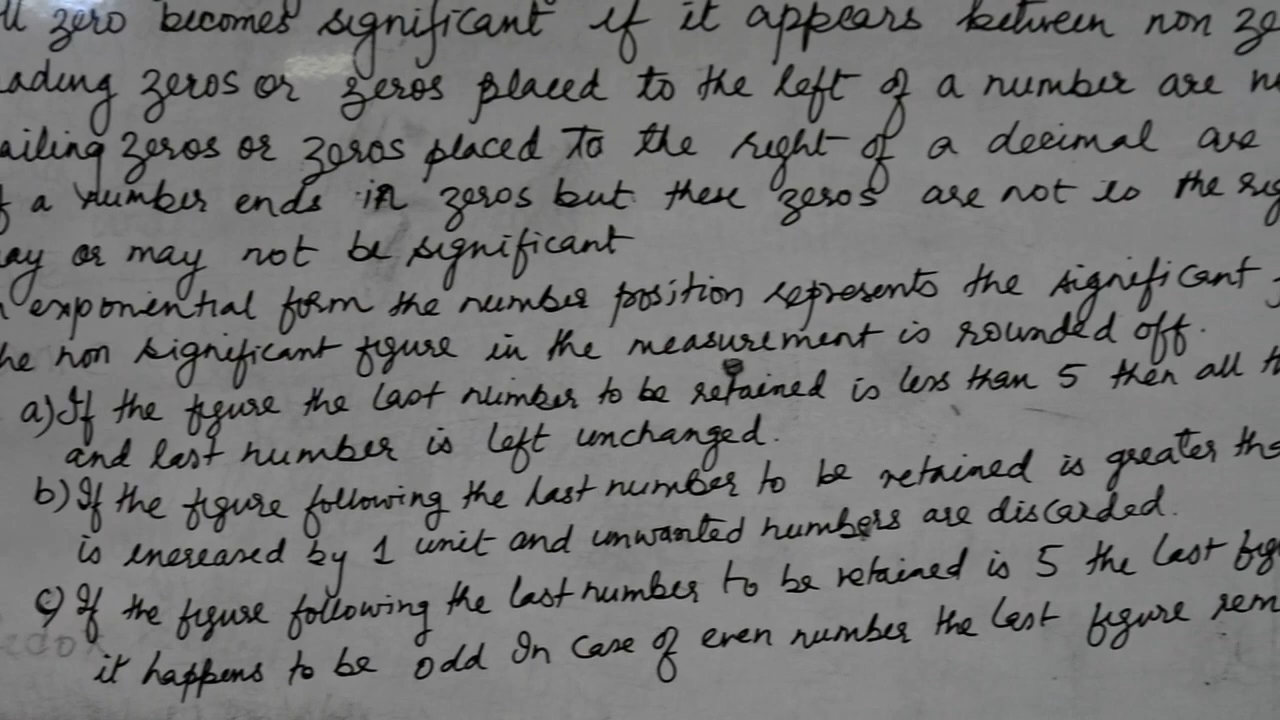 zero becomes significant if it appears between non ze
ading zeros or zeros placed to the left of a number are n
ailing zeros or zeros placed to the right of a decimal are
f a number ends in zeros but these zeros are not to the rig
ay or may not be significant
n exponential form the number position represents the significant
he non significant figure in the measurement is rounded off.
a) If the figure the last number to be retained is less than 5 then all th
and last number is left unchanged.
b) If the figure following the last number to be retained is greater tha
is increased by 1 unit and unwanted numbers are discarded.
c) If the figure following the last number to be retained is 5 the last fig
it happens to be odd In case of even number the last figure rem